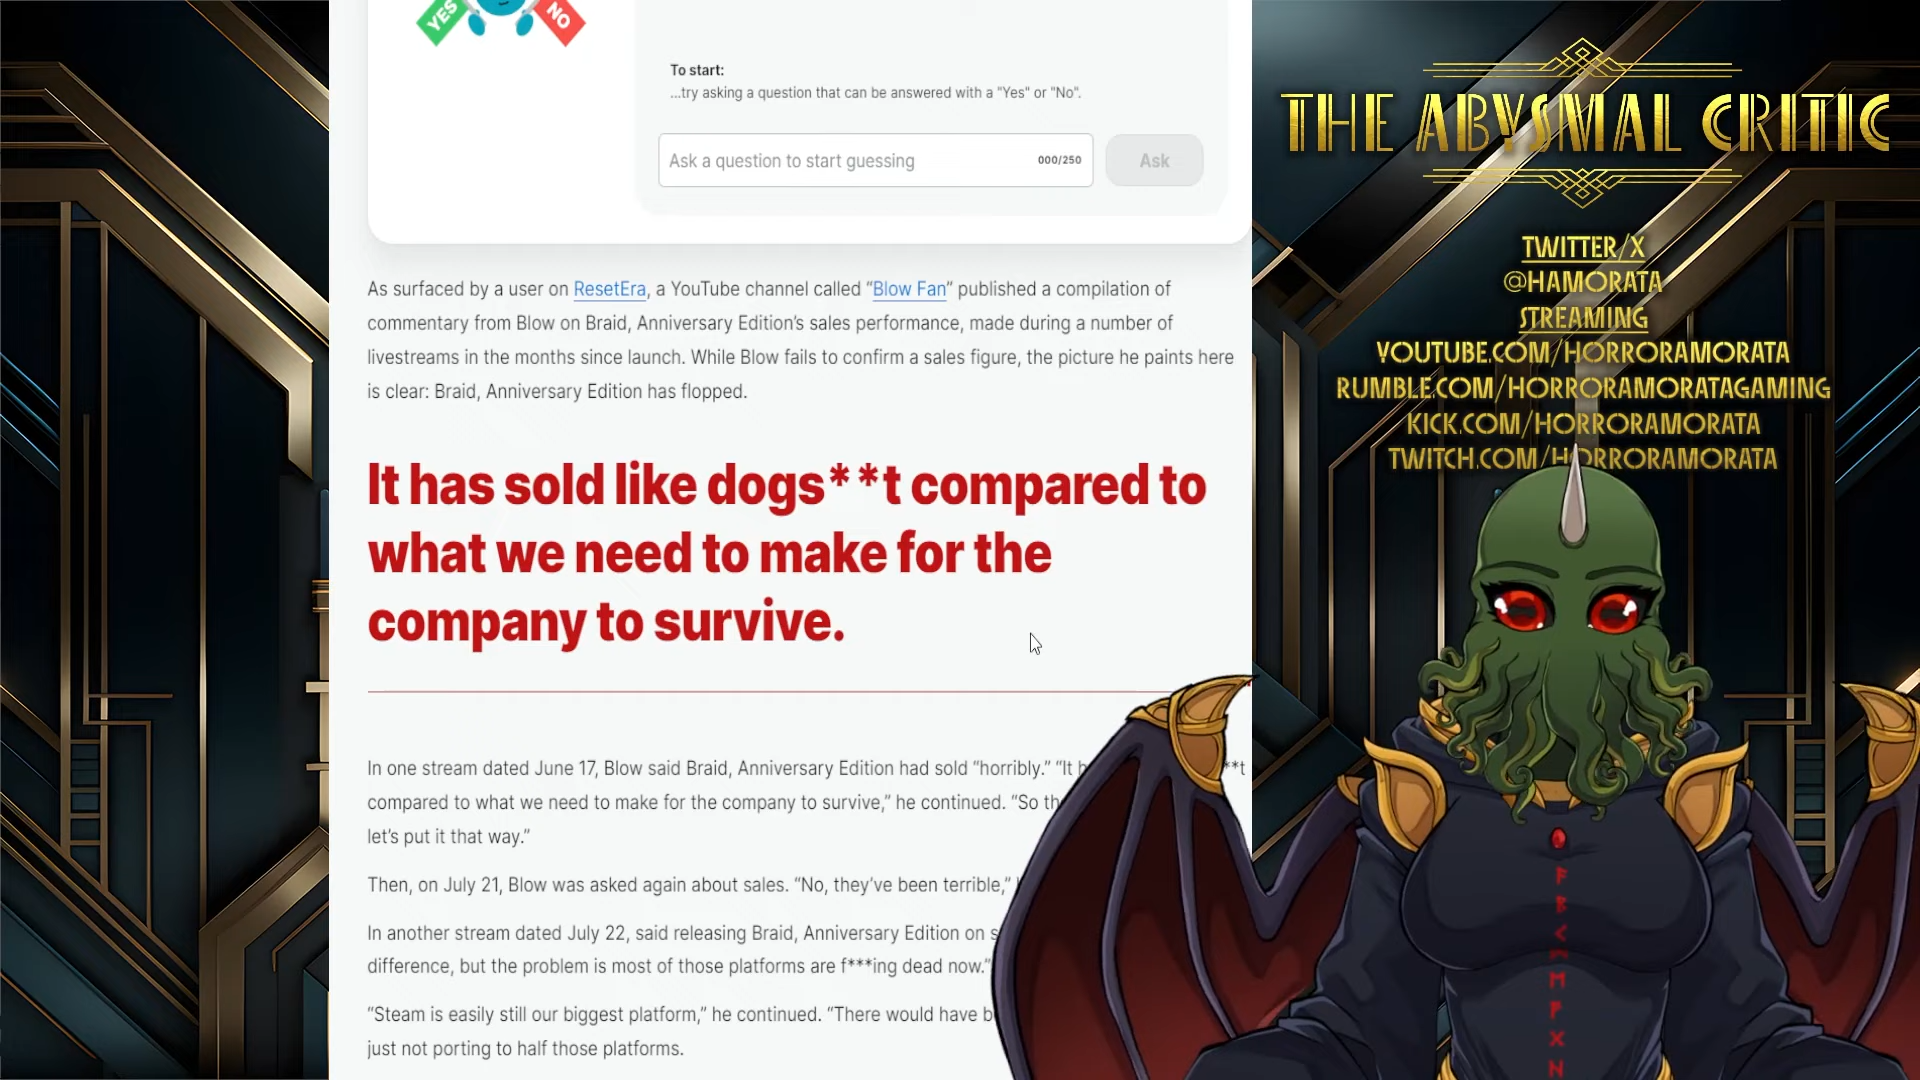 YES NO
To start:
...try asking a question that can be answered with a "Yes" or "No".
Ask a question to start guessing 000/250 Ask
As surfaced by a user on ResetEra, a YouTube channel called “Blow Fan” published a compilation of
commentary from Blow on Braid, Anniversary Edition’s sales performance, made during a number of
livestreams in the months since launch. While Blow fails to confirm a sales figure, the picture he paints here
is clear: Braid, Anniversary Edition has flopped.
It has sold like dogs**t compared to
what we need to make for the
company to survive.
In one stream dated June 17, Blow said Braid, Anniversary Edition had sold “horribly.” “It **t
compared to what we need to make for the company to survive,” he continued. “So
let’s put it that way.”
Then, on July 21, Blow was asked again about sales. “No, they’ve been terrible,”
In another stream dated July 22, said releasing Braid, Anniversary Edition on
difference, but the problem is most of those platforms are f***ing dead now.”
“Steam is easily still our biggest platform,” he continued. “There would have
just not porting to half those platforms.
THE ABYSMAL CRITIC
TWITTER/X
@HAMORATA
STREAMING
YOUTUBE.COM/HORRORAMORATA
RUMBLE.COM/HORRORAMORATAGAMING
KICK.COM/HORRORAMORATA
TWITCH.COM/HORRORAMORATA